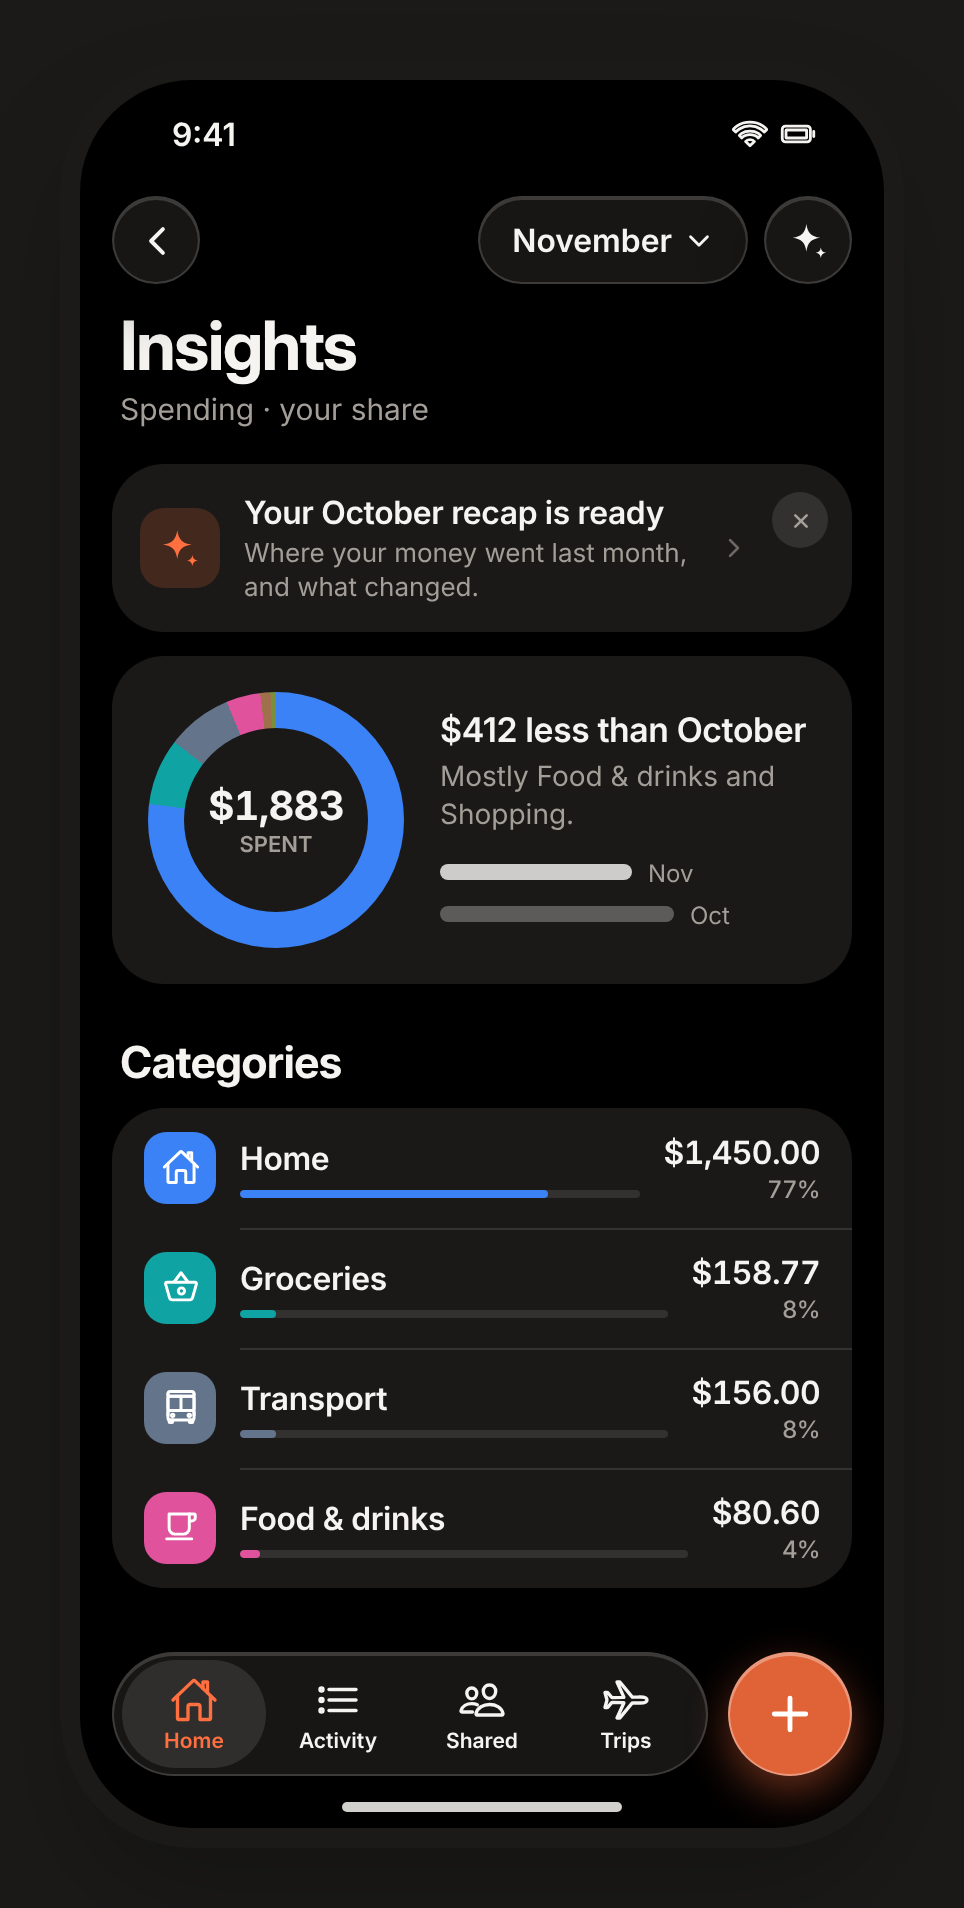 9:41
November
Insights
Spending · your share
Your October recap is ready
Where your money went last month,
and what changed.
$1,883
SPENT
$412 less than October
Mostly Food & drinks and
Shopping.
Nov
Oct
Categories
Home
$1,450.00
77%
Groceries
$158.77
8%
Transport
$156.00
8%
Food & drinks
$80.60
4%
Home
Activity
Shared
Trips